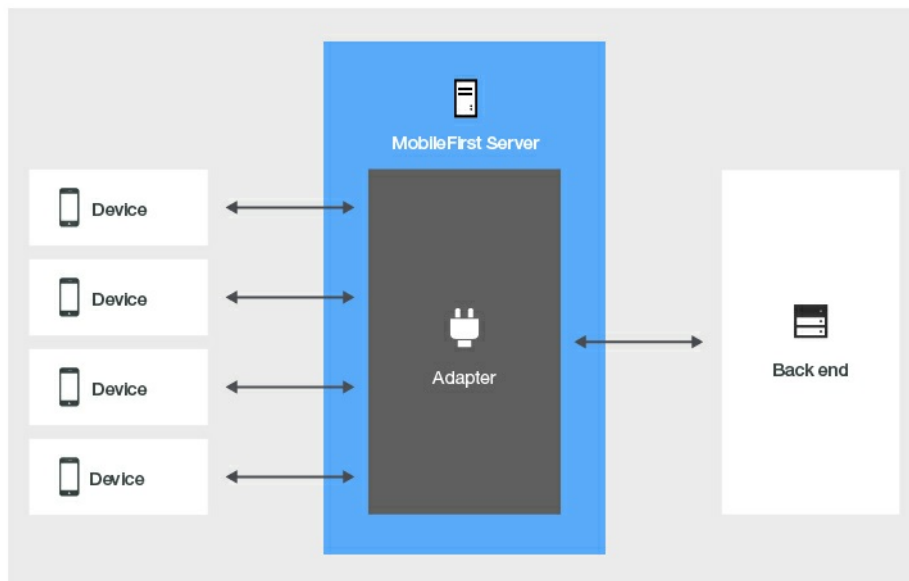 MobileFirst Server
Device
Device
Device
Device
Adapter
Back end